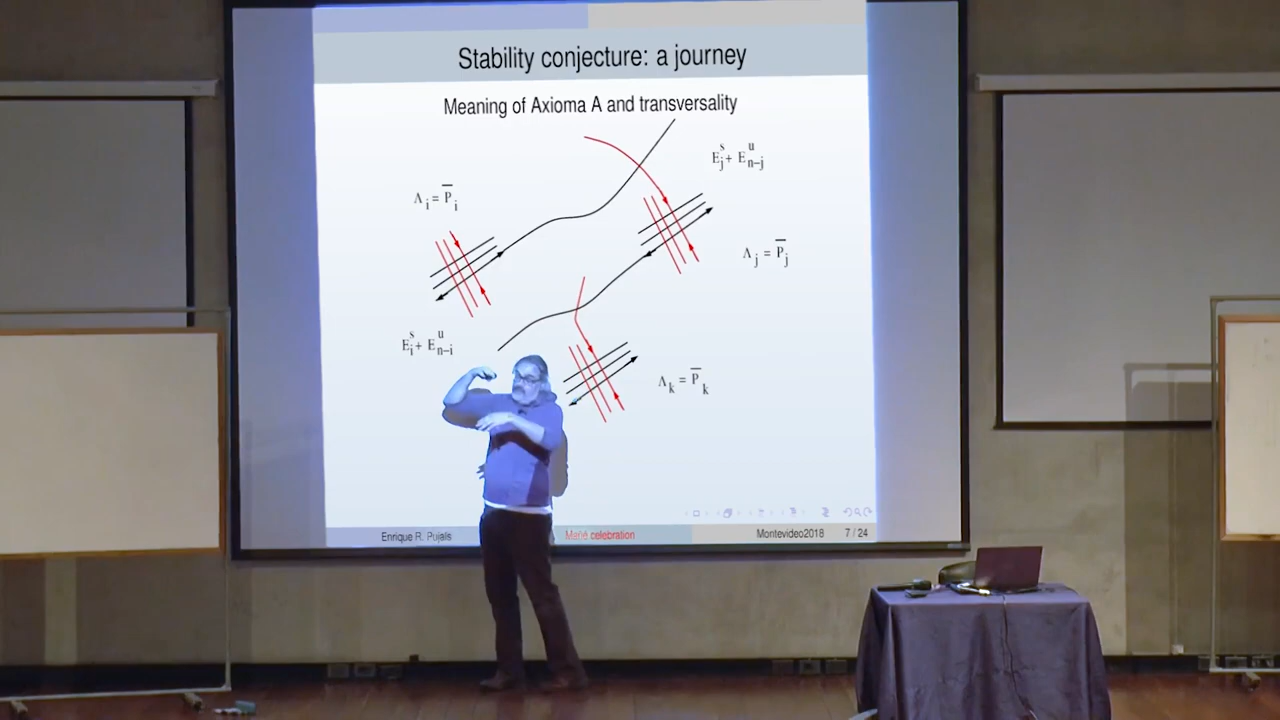 Stability conjecture: a journey
Meaning of Axioma A and transversality
E^s_j + E^u_{n-j}
Λ_i = P̅_i
Λ_j = P̅_j
E^s_i + E^u_{n-i}
Λ_k = P̅_k
Enrique R. Pujals
Mañé celebration
Montevideo2018
7 / 24